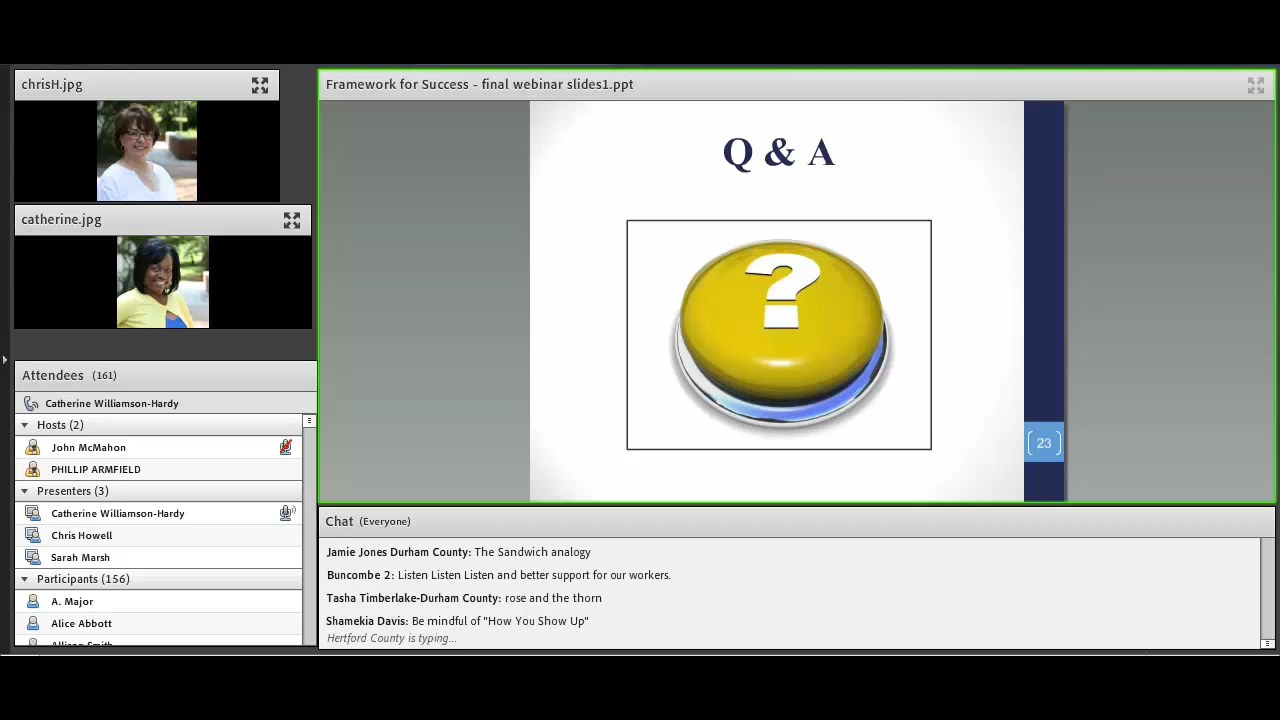 chrisH.jpg
catherine.jpg
Attendees (161)
Catherine Williamson-Hardy
Hosts (2)
John McMahon
PHILLIP ARMFIELD
Presenters (3)
Catherine Williamson-Hardy
Chris Howell
Sarah Marsh
Participants (156)
A. Major
Alice Abbott
Allison Smith
Framework for Success - final webinar slides1.ppt
Q & A
?
23
Chat (Everyone)
Jamie Jones Durham County: The Sandwich analogy
Buncombe 2: Listen Listen Listen and better support for our workers.
Tasha Timberlake-Durham County: rose and the thorn
Shamekia Davis: Be mindful of "How You Show Up"
Hertford County is typing...